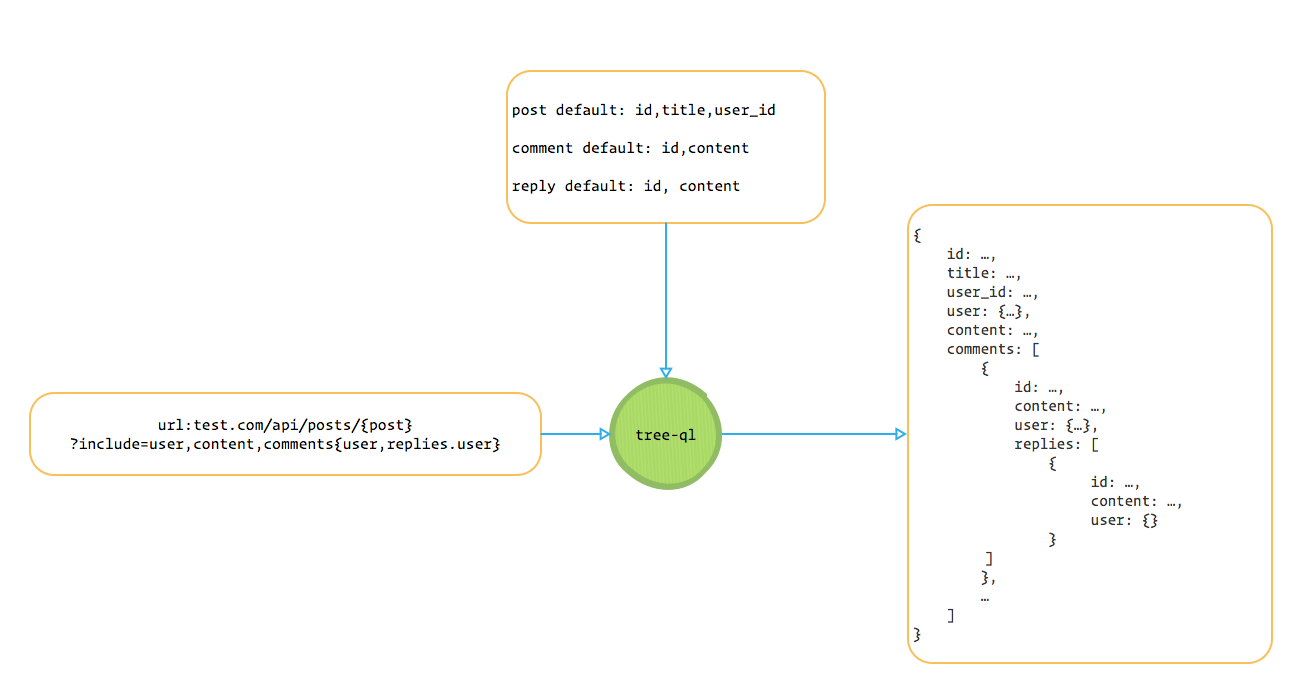 post default: id,title,user_id
comment default: id,content
reply default: id, content
url:test.com/api/posts/{post}
?include=user,content,comments{user,replies.user}
tree-ql
{
id: …,
title: …,
user_id: …,
user: {…},
content: …,
comments: [
{
id: …,
content: …,
user: {…},
replies: [
{
id: …,
content: …,
user: {}
}
]
},
…
]
}